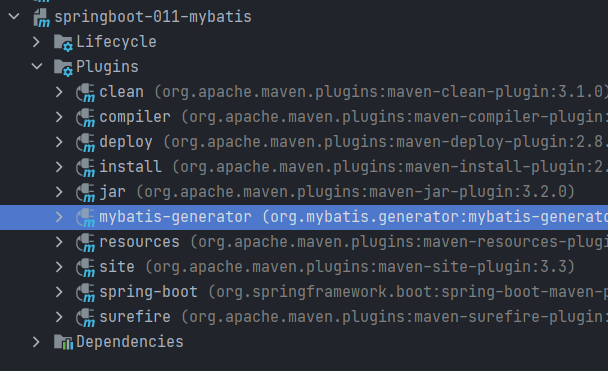 springboot-011-mybatis
Lifecycle
Plugins
clean (org.apache.maven.plugins:maven-clean-plugin:3.1.0)
compiler (org.apache.maven.plugins:maven-compiler-plugin:
deploy (org.apache.maven.plugins:maven-deploy-plugin:2.8.
install (org.apache.maven.plugins:maven-install-plugin:2.
jar (org.apache.maven.plugins:maven-jar-plugin:3.2.0)
mybatis-generator (org.mybatis.generator:mybatis-generato
resources (org.apache.maven.plugins:maven-resources-plugi
site (org.apache.maven.plugins:maven-site-plugin:3.3)
spring-boot (org.springframework.boot:spring-boot-maven-p
surefire (org.apache.maven.plugins:maven-surefire-plugin:
Dependencies